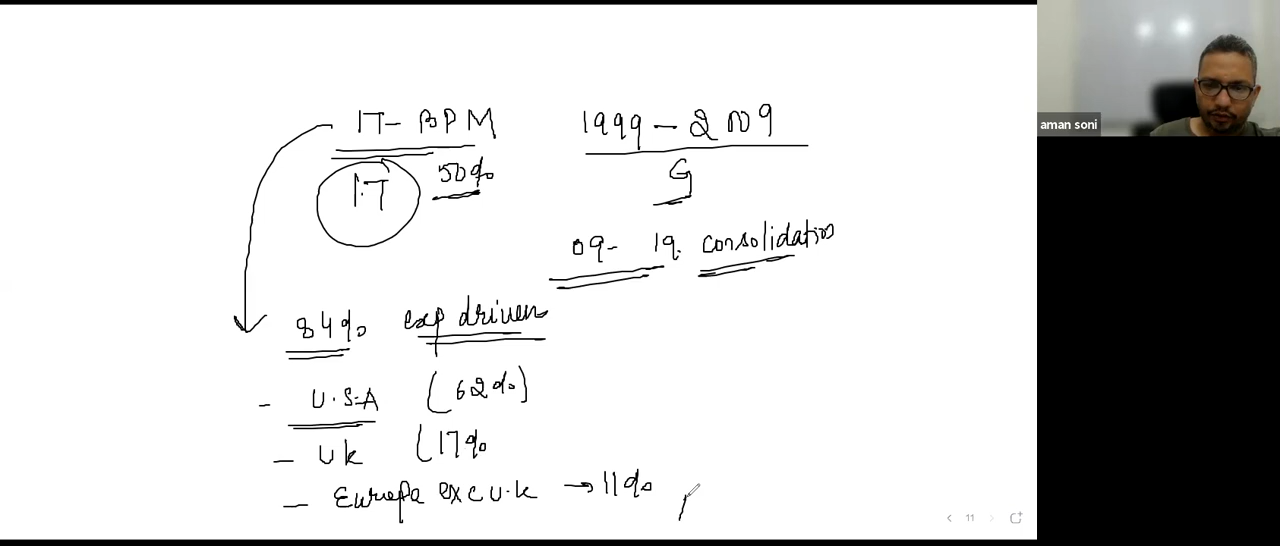 IT-BPM 1999-2009
I.T 50% G
09-19. consolidation
84% exp driven
- U.S.A (62%)
- UK (17%
- Europe exc U.K → 11%
aman soni
11